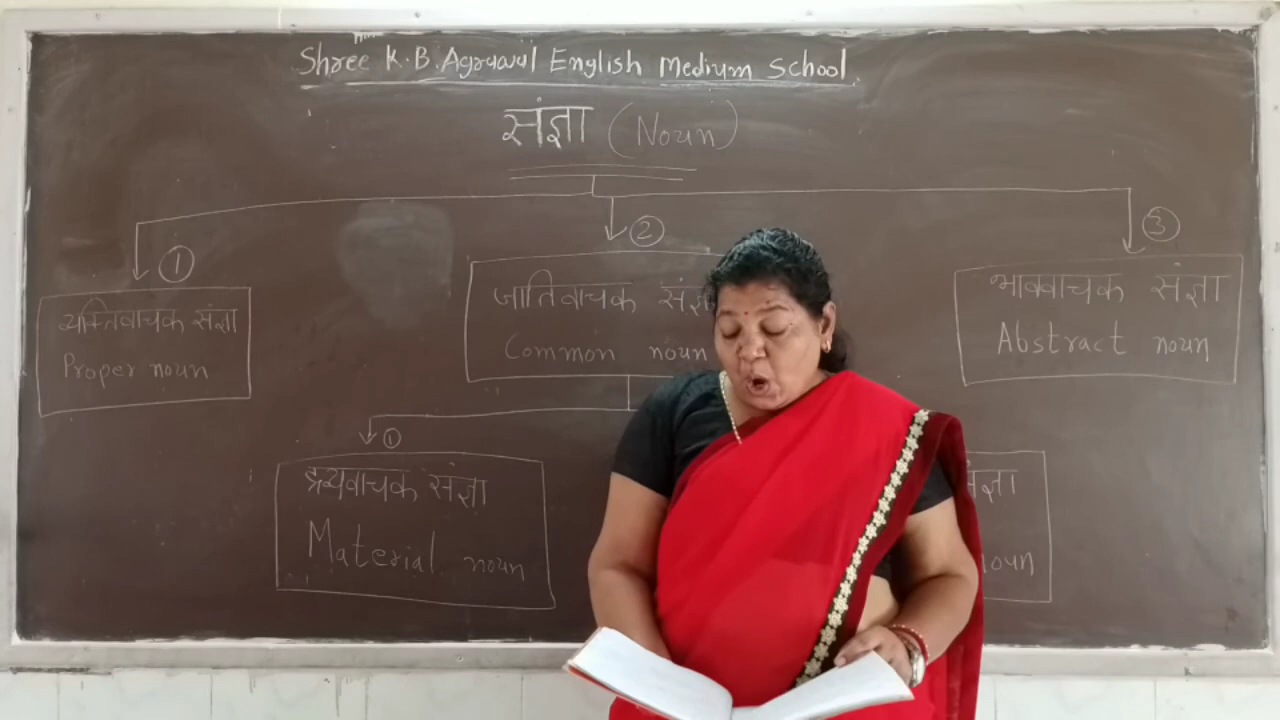 Shree K.B.Agrawal English Medium School
संज्ञा (Noun)
①
②
③
व्यक्तिवाचक संज्ञा
Proper noun
जातिवाचक
Common noun
भाववाचक संज्ञा
Abstract noun
①
द्रव्यवाचक संज्ञा
Material noun